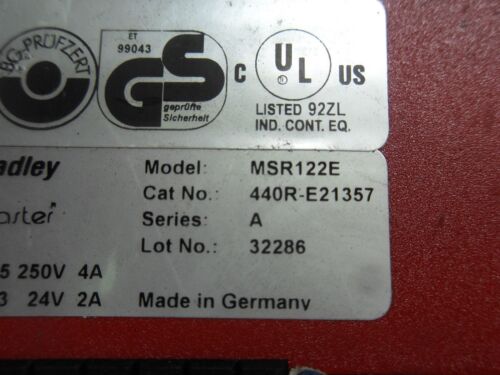 BG-PRÜFZERT
ET
99043
GS
geprüfte
Sicherheit
C UL US
LISTED 92ZL
IND. CONT. EQ.
dley Model: MSR122E
Cat No.: 440R-E21357
aster Series: A
Lot No.: 32286
5 250V 4A
3 24V 2A Made in Germany